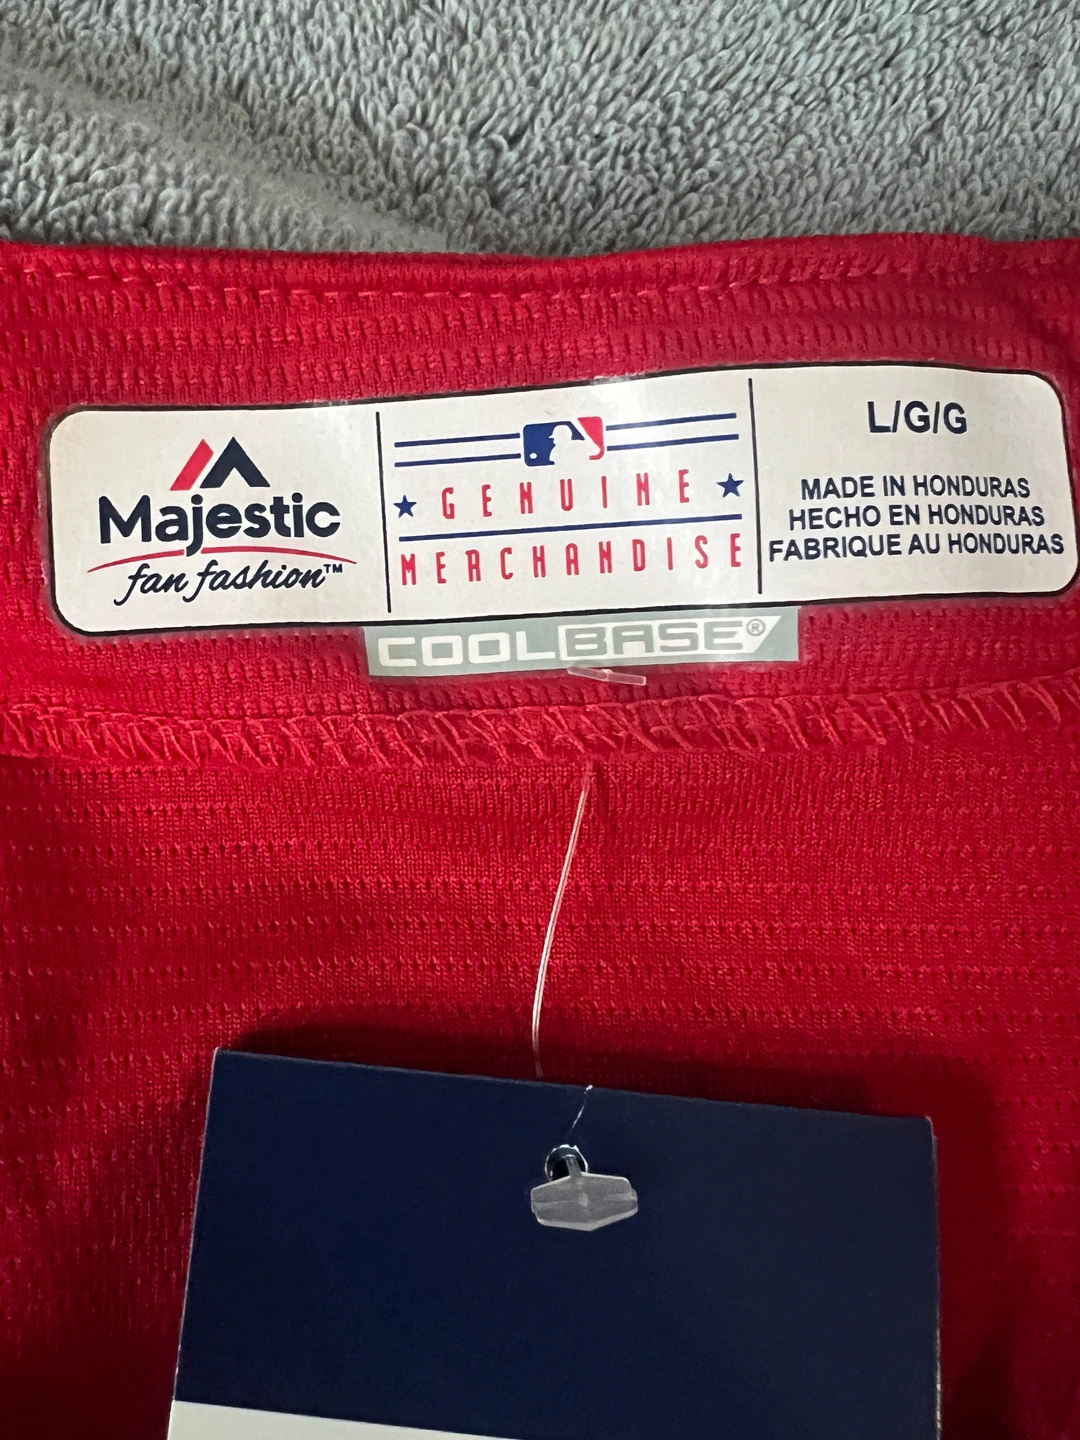 Majestic
fan fashion™
GENUINE
MERCHANDISE
L/G/G
MADE IN HONDURAS
HECHO EN HONDURAS
FABRIQUE AU HONDURAS
COOLBASE®